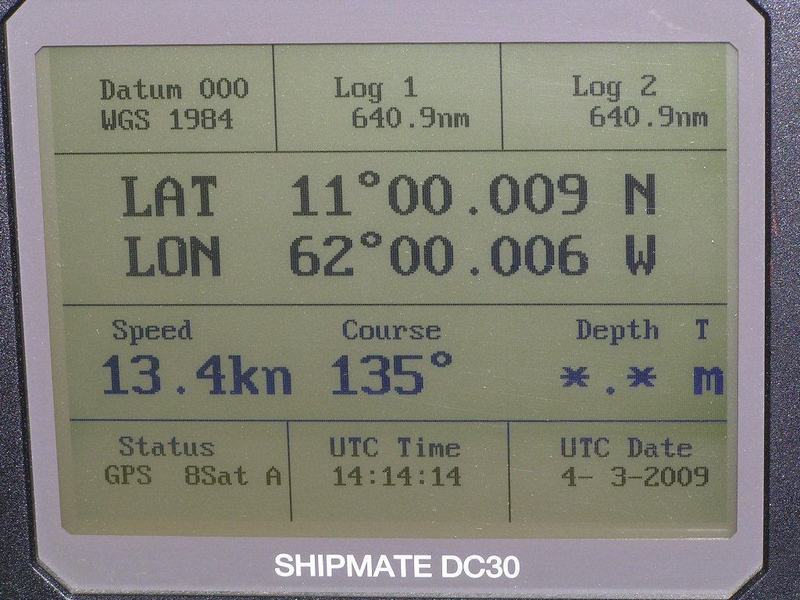 Datum 000
WGS 1984
Log 1
640.9nm
Log 2
640.9nm
LAT 11°00.009 N
LON 62°00.006 W
Speed
13.4kn
Course
135°
Depth T
*.* m
Status
GPS 8Sat A
UTC Time
14:14:14
UTC Date
4- 3-2009
SHIPMATE DC30